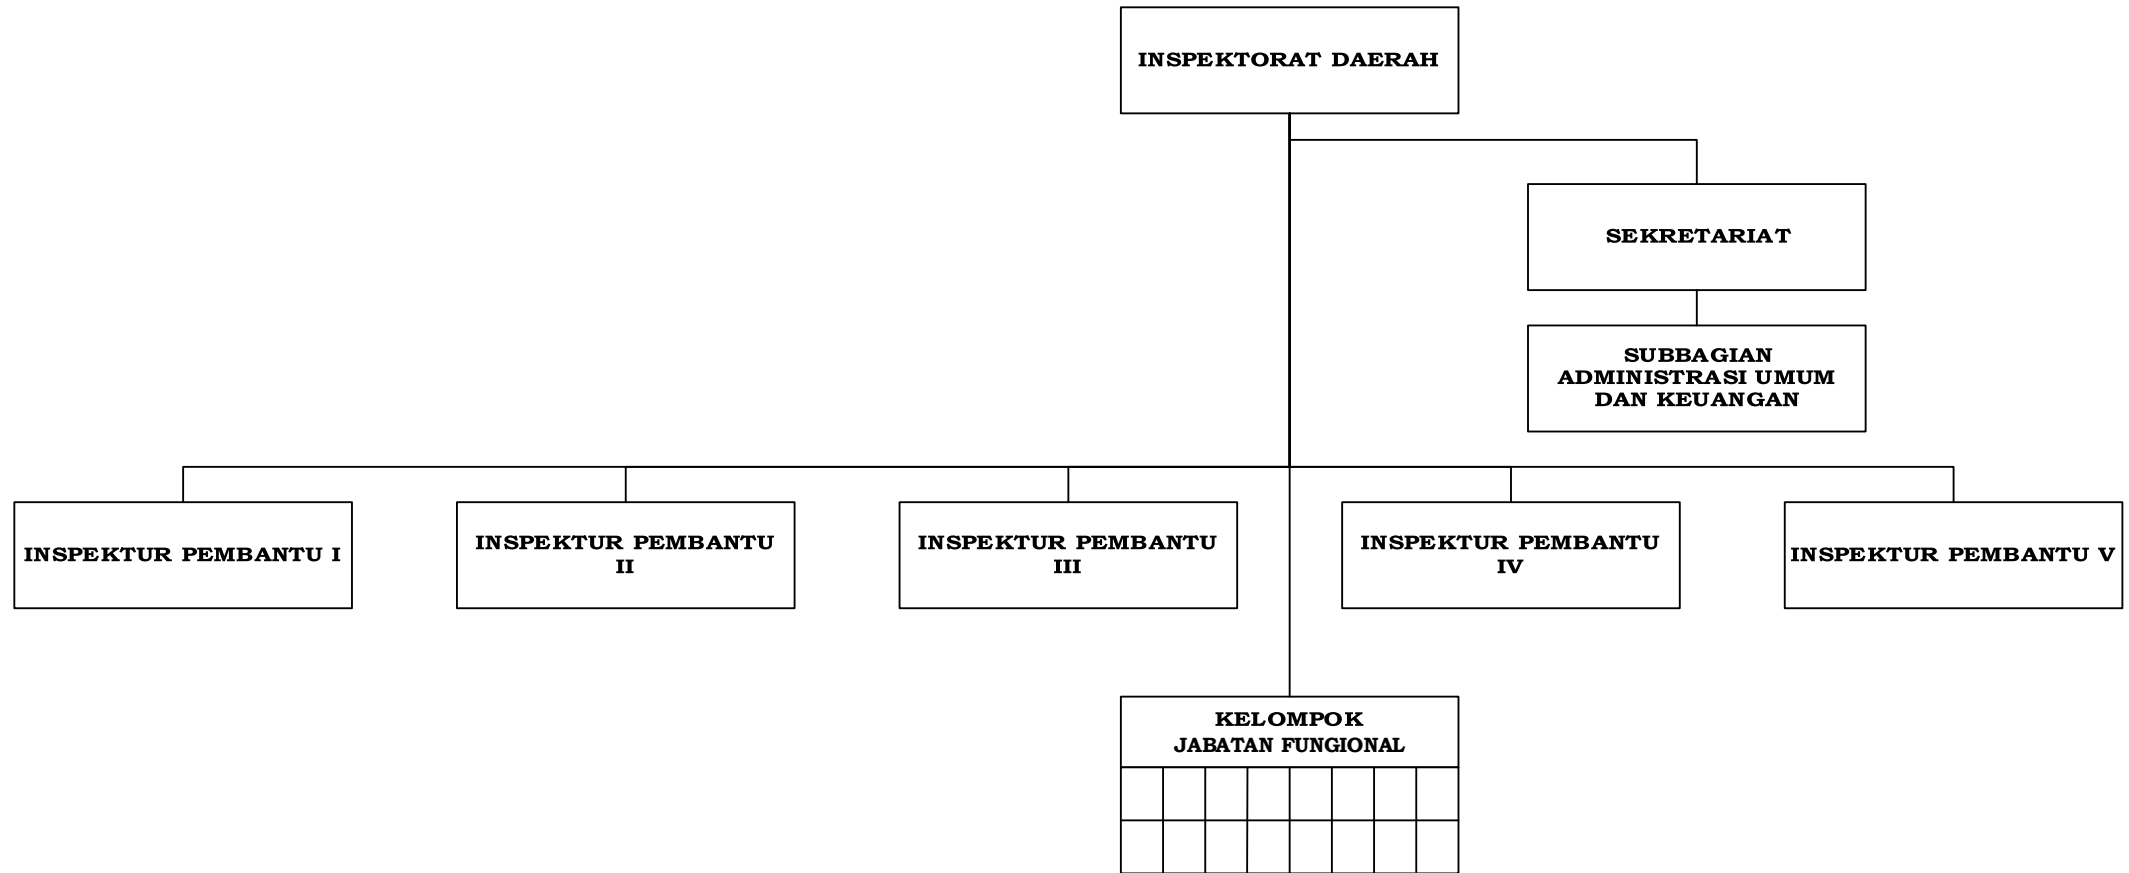 INSPEKTORAT DAERAH
SEKRETARIAT
SUBBAGIAN
ADMINISTRASI UMUM
DAN KEUANGAN
INSPEKTUR PEMBANTU I
INSPEKTUR PEMBANTU
II
INSPEKTUR PEMBANTU
III
INSPEKTUR PEMBANTU
IV
INSPEKTUR PEMBANTU V
KELOMPOK
JABATAN FUNGIONAL